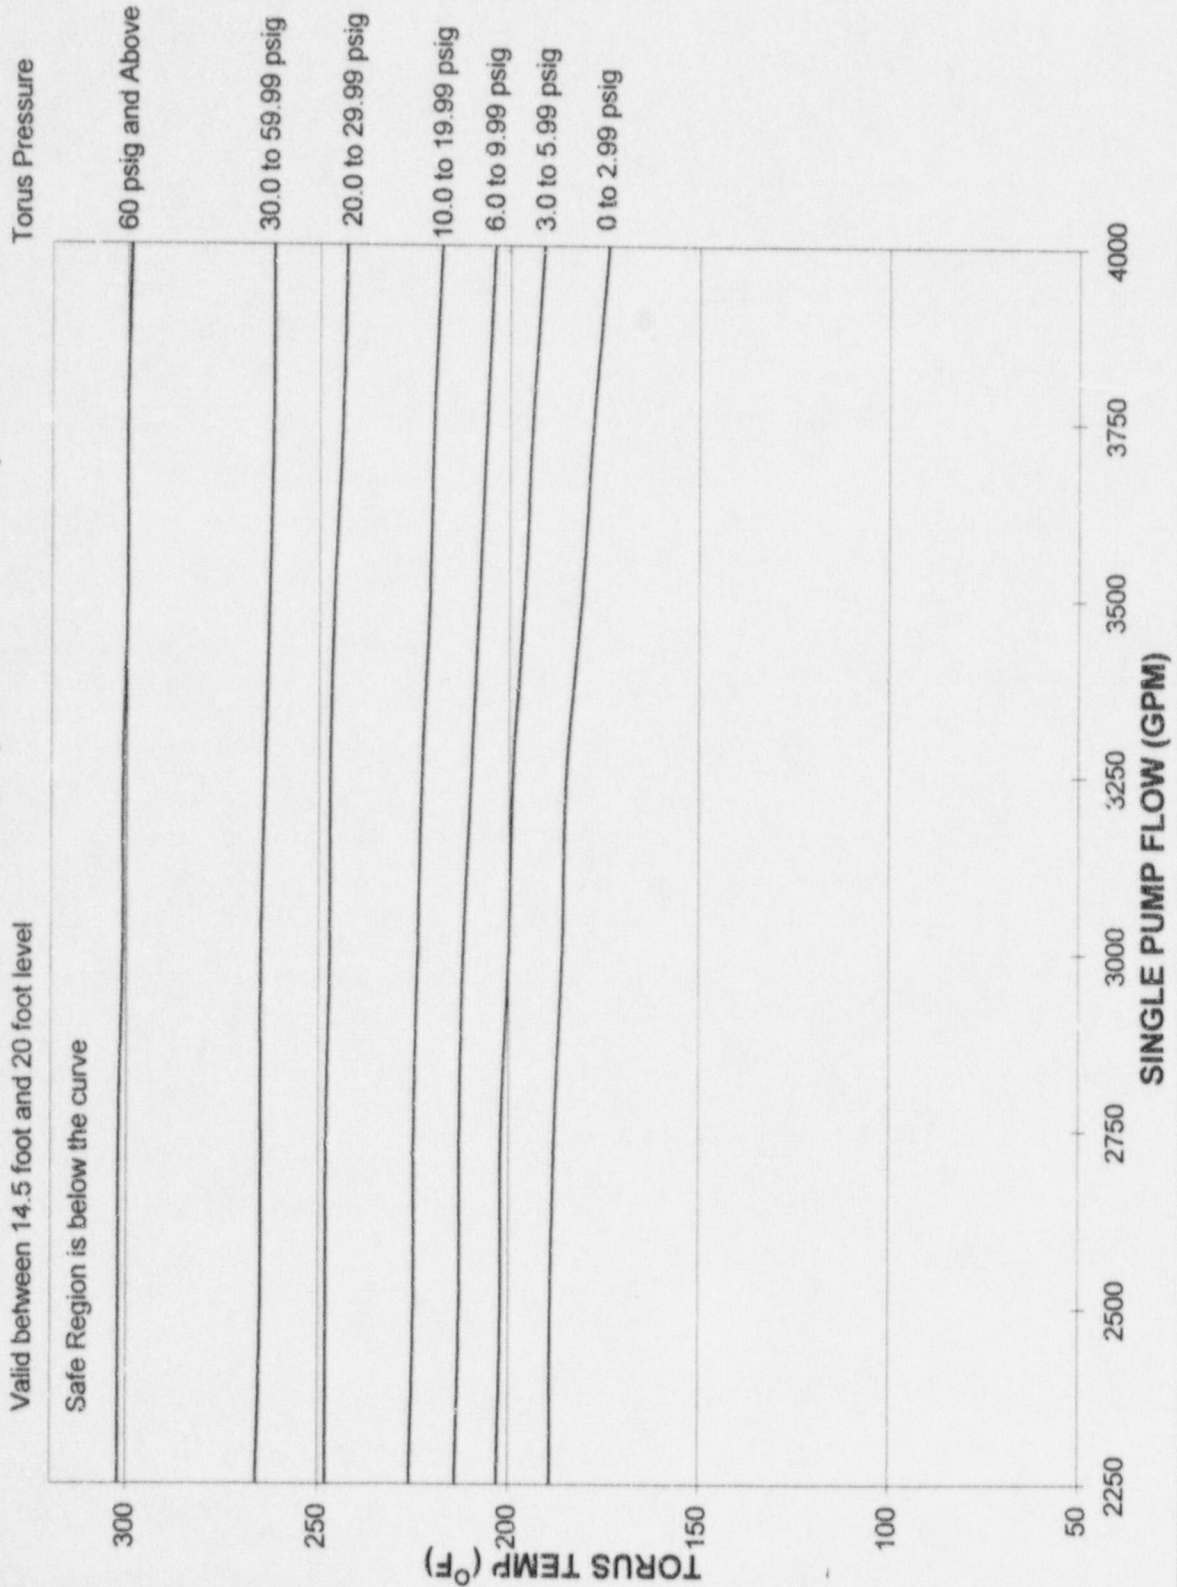 Valid between 14.5 foot and 20 foot level
Torus Pressure
Safe Region is below the curve
60 psig and Above
30.0 to 59.99 psig
20.0 to 29.99 psig
10.0 to 19.99 psig
6.0 to 9.99 psig
3.0 to 5.99 psig
0 to 2.99 psig
TORUS TEMP (°F)
300
250
200
150
100
50
2250
2500
2750
3000
3250
3500
3750
4000
SINGLE PUMP FLOW (GPM)